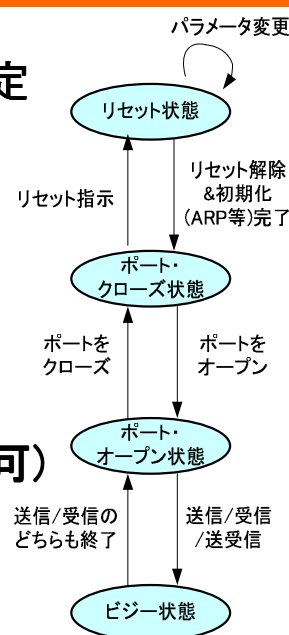 パラメータ変更
定
リセット状態
リセット指示
リセット解除
&初期化
(ARP等)完了
ポート・
クローズ状態
ポートを
クローズ
ポートを
オープン
ポート・
オープン状態
可)
送信/受信の
どちらも終了
送信/受信
/送受信
ビジー状態